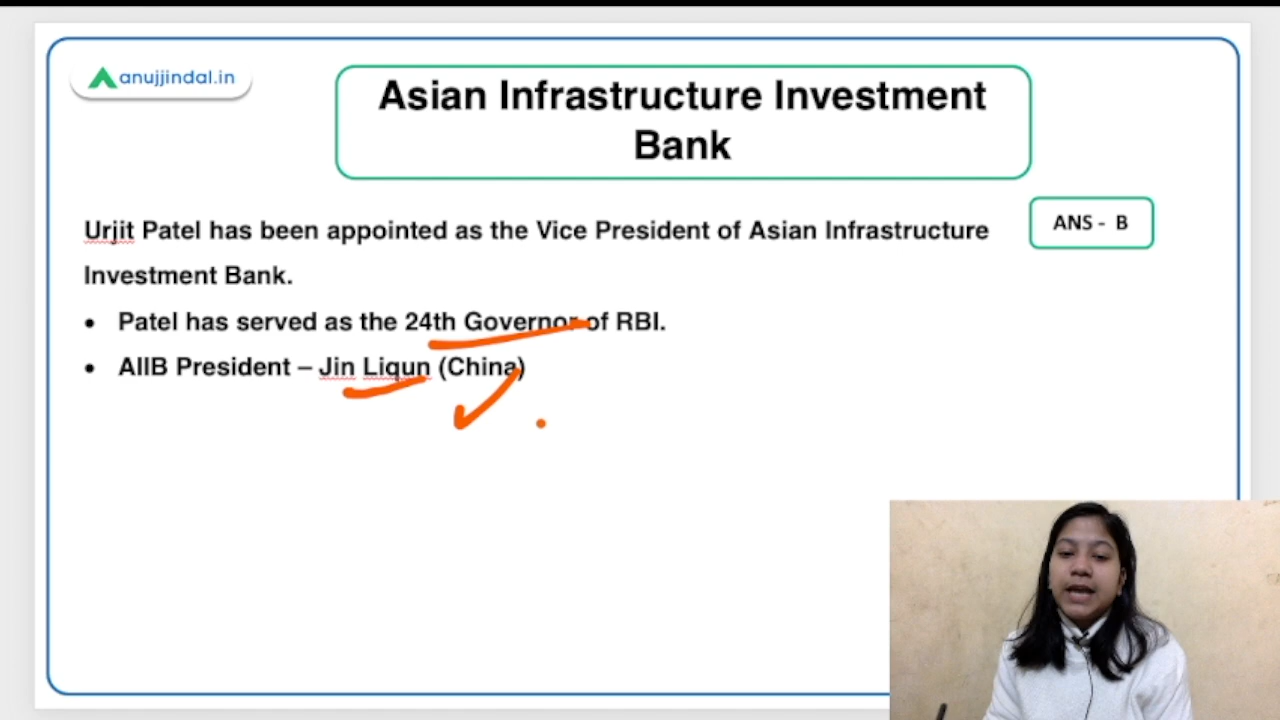 anujjindal.in
Asian Infrastructure Investment
Bank
Urjit Patel has been appointed as the Vice President of Asian Infrastructure
Investment Bank.
ANS - B
• Patel has served as the 24th Governor of RBI.
• AIIB President – Jin Liqun (China)